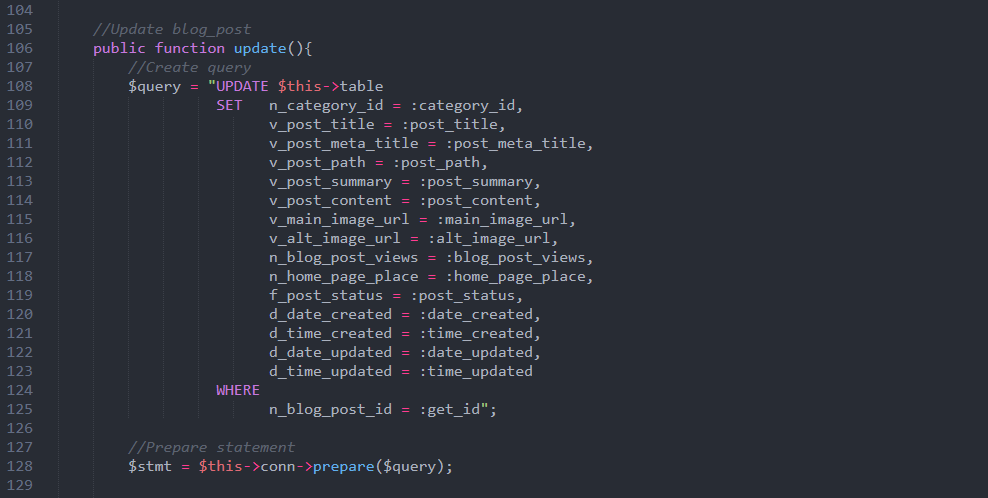 104
105 //Update blog_post
106 public function update(){
107 //Create query
108 $query = "UPDATE $this->table
109 SET n_category_id = :category_id,
110 v_post_title = :post_title,
111 v_post_meta_title = :post_meta_title,
112 v_post_path = :post_path,
113 v_post_summary = :post_summary,
114 v_post_content = :post_content,
115 v_main_image_url = :main_image_url,
116 v_alt_image_url = :alt_image_url,
117 n_blog_post_views = :blog_post_views,
118 n_home_page_place = :home_page_place,
119 f_post_status = :post_status,
120 d_date_created = :date_created,
121 d_time_created = :time_created,
122 d_date_updated = :date_updated,
123 d_time_updated = :time_updated
124 WHERE
125 n_blog_post_id = :get_id";
126
127 //Prepare statement
128 $stmt = $this->conn->prepare($query);
129